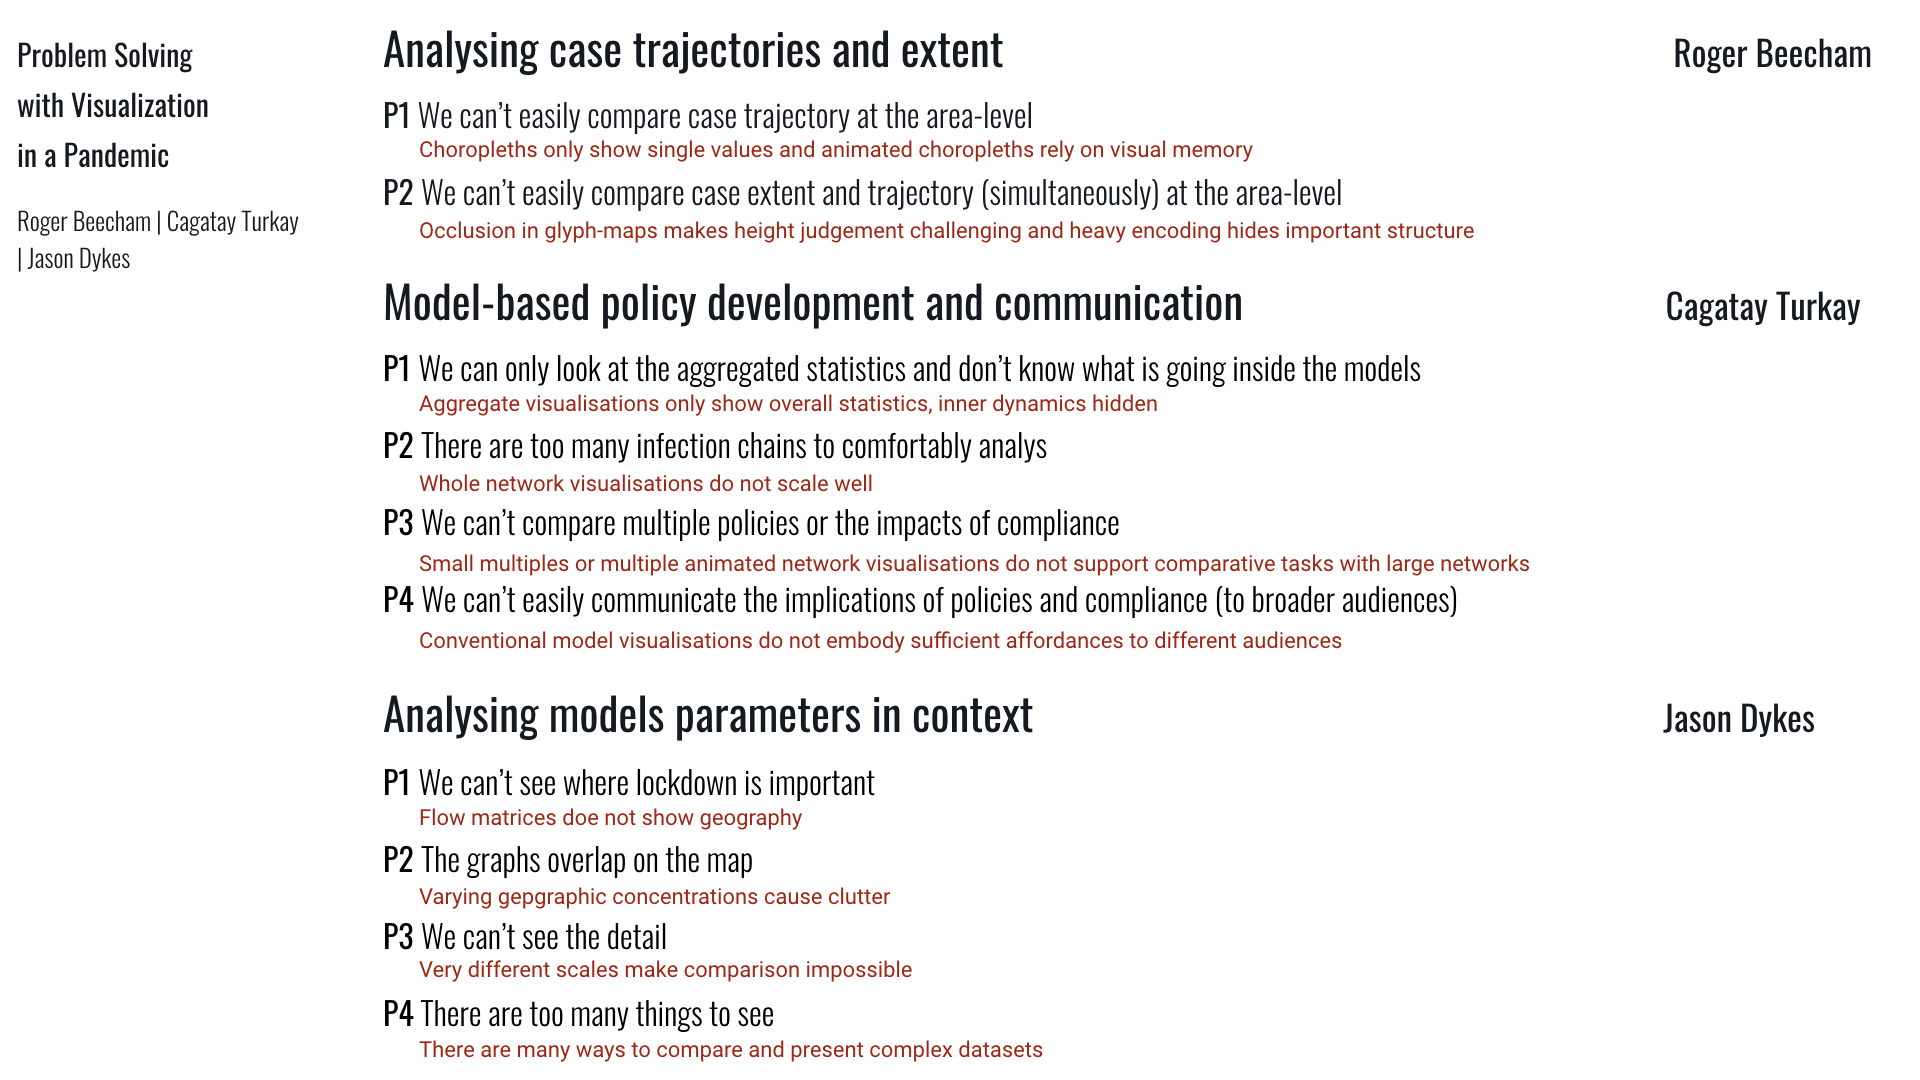 Problem Solving
with Visualization
in a Pandemic
Roger Beecham | Cagatay Turkay
| Jason Dykes
Analysing case trajectories and extent
Roger Beecham
P1 We can’t easily compare case trajectory at the area-level
Choropleths only show single values and animated choropleths rely on visual memory
P2 We can’t easily compare case extent and trajectory (simultaneously) at the area-level
Occlusion in glyph-maps makes height judgement challenging and heavy encoding hides important structure
Model-based policy development and communication
Cagatay Turkay
P1 We can only look at the aggregated statistics and don’t know what is going inside the models
Aggregate visualisations only show overall statistics, inner dynamics hidden
P2 There are too many infection chains to comfortably analys
Whole network visualisations do not scale well
P3 We can’t compare multiple policies or the impacts of compliance
Small multiples or multiple animated network visualisations do not support comparative tasks with large networks
P4 We can’t easily communicate the implications of policies and compliance (to broader audiences)
Conventional model visualisations do not embody sufficient affordances to different audiences
Analysing models parameters in context
Jason Dykes
P1 We can’t see where lockdown is important
Flow matrices doe not show geography
P2 The graphs overlap on the map
Varying gepgraphic concentrations cause clutter
P3 We can’t see the detail
Very different scales make comparison impossible
P4 There are too many things to see
There are many ways to compare and present complex datasets